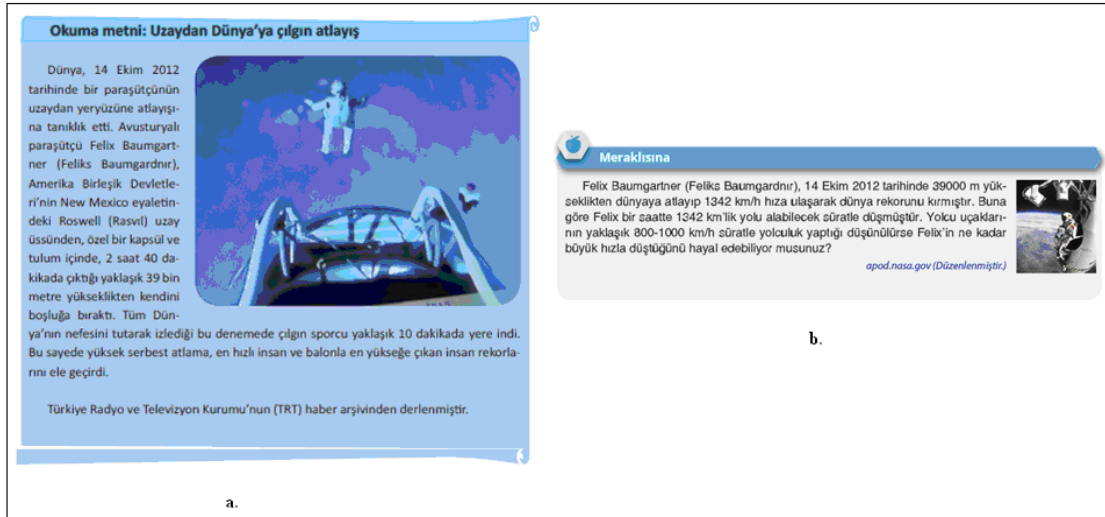 Okuma metni: Uzaydan Dünya'ya çılgın atlayış
Dünya, 14 Ekim 2012
tarihinde bir paraşütçünün
uzaydan yeryüzüne atlayışı-
na tanıklık etti. Avusturyalı
paraşütçü Felix Baumgart-
ner (Feliks Baumgardnır),
Amerika Birleşik Devletle-
ri'nin New Mexico eyaletin-
deki Roswell (Rasvıl) uzay
üssünden, özel bir kapsül ve
tulum içinde, 2 saat 40 da-
kikada çıktığı yaklaşık 39 bin
metre yükseklikten kendini
boşluğa bıraktı. Tüm Dün-
ya'nın nefesini tutarak izlediği bu denemede çılgın sporcu yaklaşık 10 dakikada yere indi.
Bu sayede yüksek serbest atlama, en hızlı insan ve balonla en yükseğe çıkan insan rekorla-
rını ele geçirdi.
Türkiye Radyo ve Televizyon Kurumu'nun (TRT) haber arşivinden derlenmiştir.
a.
Meraklısına
Felix Baumgartner (Feliks Baumgardnır), 14 Ekim 2012 tarihinde 39000 m yük-
seklikten dünyaya atlayıp 1342 km/h hıza ulaşarak dünya rekorunu kırmıştır. Buna
göre Felix bir saatte 1342 km'lik yolu alabilecek süratle düşmüştür. Yolcu uçakları-
nın yaklaşık 800-1000 km/h süratle yolculuk yaptığı düşünülürse Felix'in ne kadar
büyük hızla düştüğünü hayal edebiliyor musunuz?
apod.nasa.gov (Düzenlenmiştir.)
b.